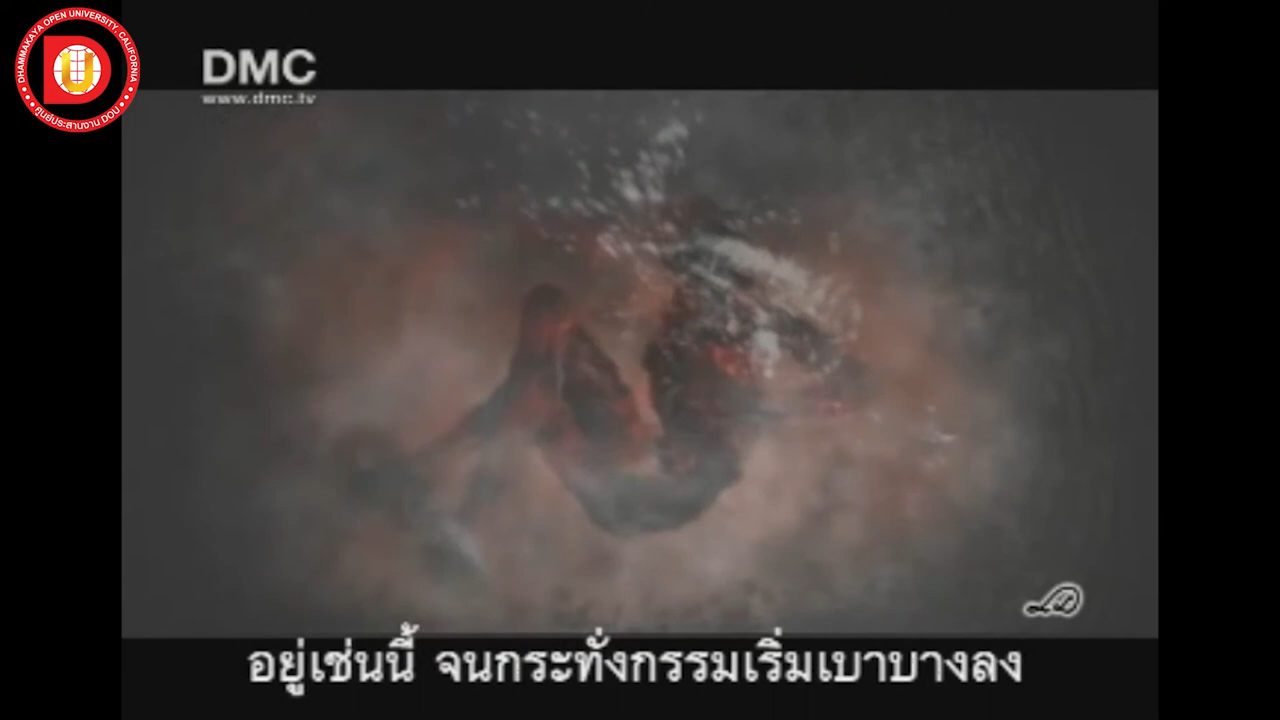 DHAMMAKAYA OPEN UNIVERSITY, CALIFORNIA
ศูนย์ประสานงาน DOU
DMC
www.dmc.tv
อยู่เช่นนี้ จนกระทั่งกรรมเริ่มเบาบางลง